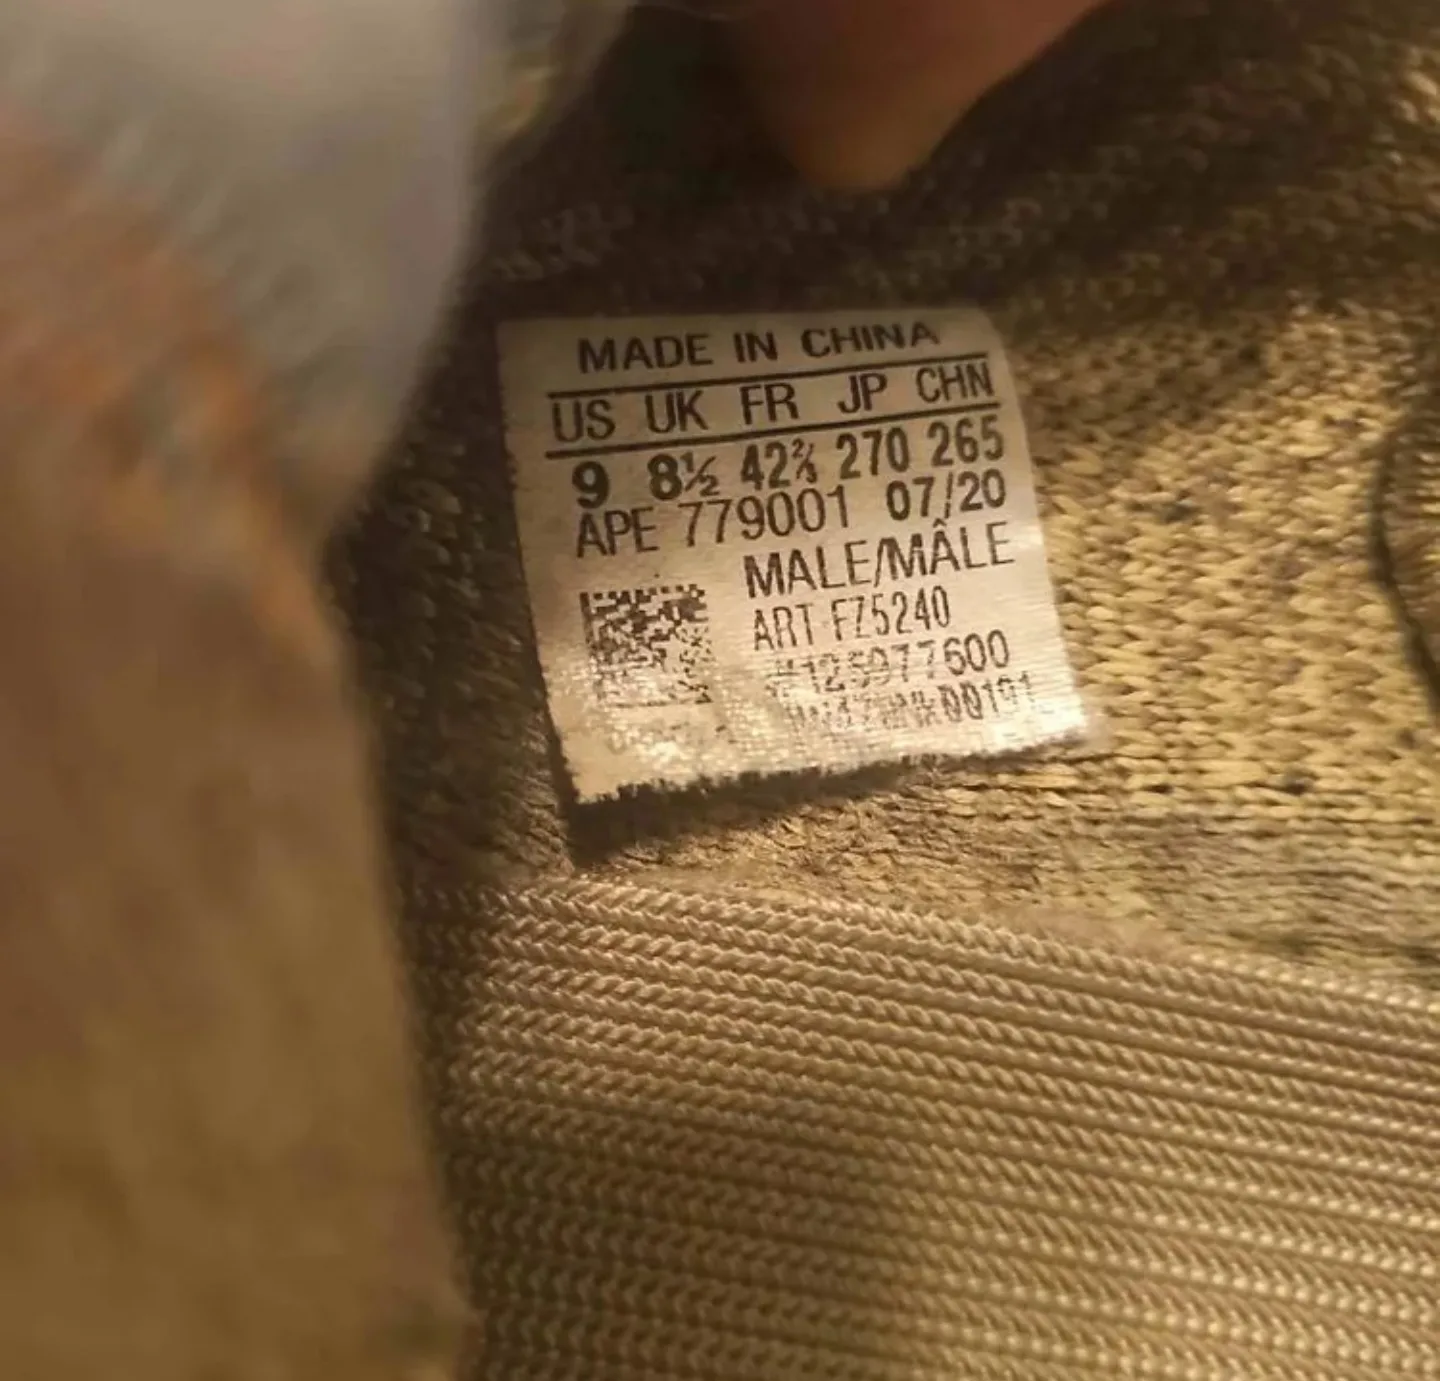 MADE IN CHINA
US UK FR JP CHN
9 8½ 42⅔ 270 265
APE 779001 07/20
MALE/MÂLE
ART FZ5240
#125977600